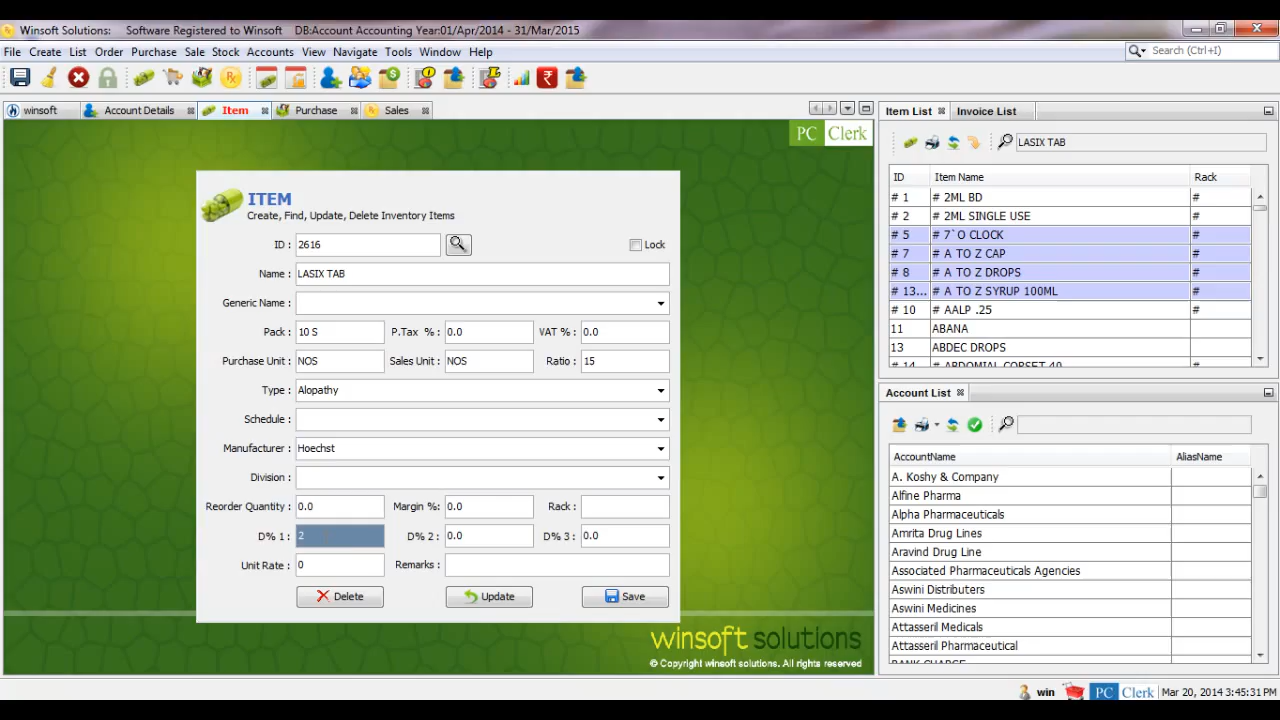 Winsoft Solutions: Software Registered to Winsoft DB:Account Accounting Year:01/Apr/2014 - 31/Mar/2015
File Create List Order Purchase Sale Stock Accounts View Navigate Tools Window Help
Search (Ctrl+I)
winsoft Account Details Item Purchase Sales
PC Clerk
ITEM
Create, Find, Update, Delete Inventory Items
ID : 2616 Lock
Name : LASIX TAB
Generic Name :
Pack : 10 S P.Tax % : 0.0 VAT % : 0.0
Purchase Unit : NOS Sales Unit : NOS Ratio : 15
Type : Alopathy
Schedule :
Manufacturer : Hoechst
Division :
Reorder Quantity : 0.0 Margin %: 0.0 Rack :
D% 1 : 2 D% 2 : 0.0 D% 3 : 0.0
Unit Rate : 0 Remarks :
Delete Update Save
winsoft solutions
© Copyright winsoft solutions. All rights reserved
Item List Invoice List
LASIX TAB
ID Item Name Rack
# 1 # 2ML BD #
# 2 # 2ML SINGLE USE #
# 5 # 7`O CLOCK #
# 7 # A TO Z CAP #
# 8 # A TO Z DROPS #
# 13... # A TO Z SYRUP 100ML #
# 10 # AALP .25 #
11 ABANA
13 ABDEC DROPS
# 14 # ABDOMIAL CORSET 40 #
Account List
AccountName AliasName
A. Koshy & Company
Alfine Pharma
Alpha Pharmaceuticals
Amrita Drug Lines
Aravind Drug Line
Associated Pharmaceuticals Agencies
Aswini Distributers
Aswini Medicines
Attasseril Medicals
Attasseril Pharmaceutical
BANK CHARGE
win PC Clerk Mar 20, 2014 3:45:31 PM